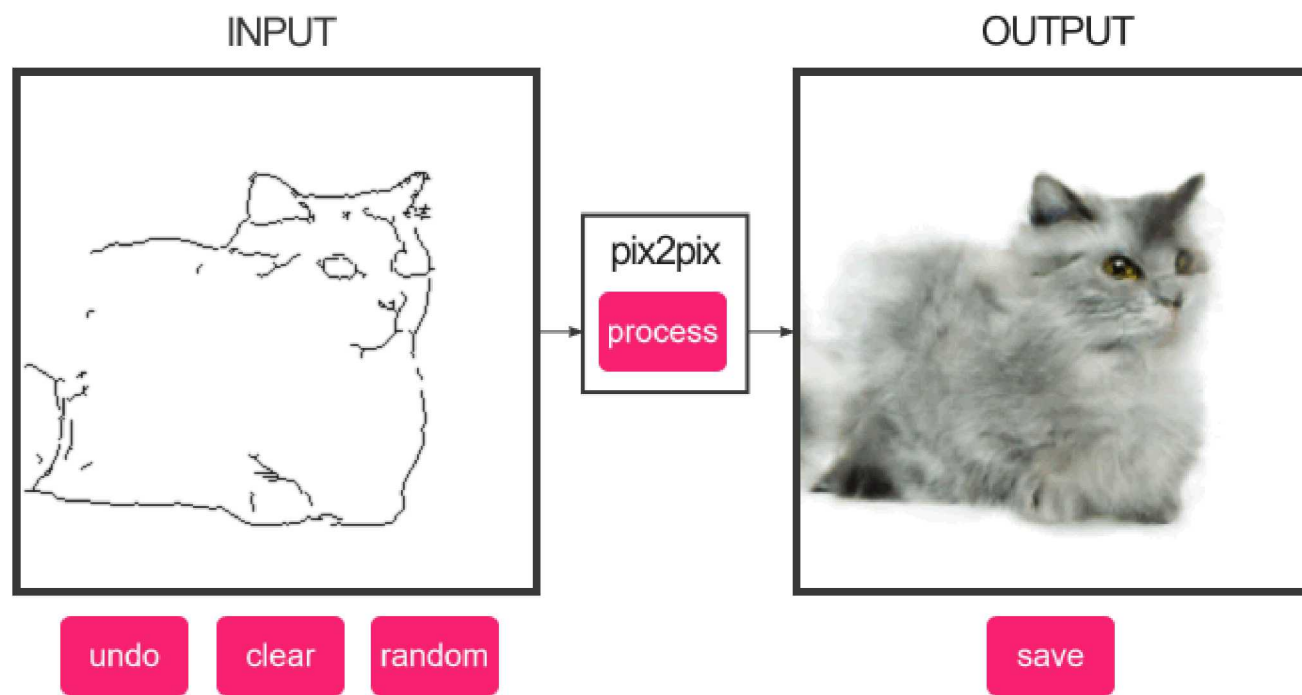 INPUT
OUTPUT
pix2pix
process
undo
clear
random
save